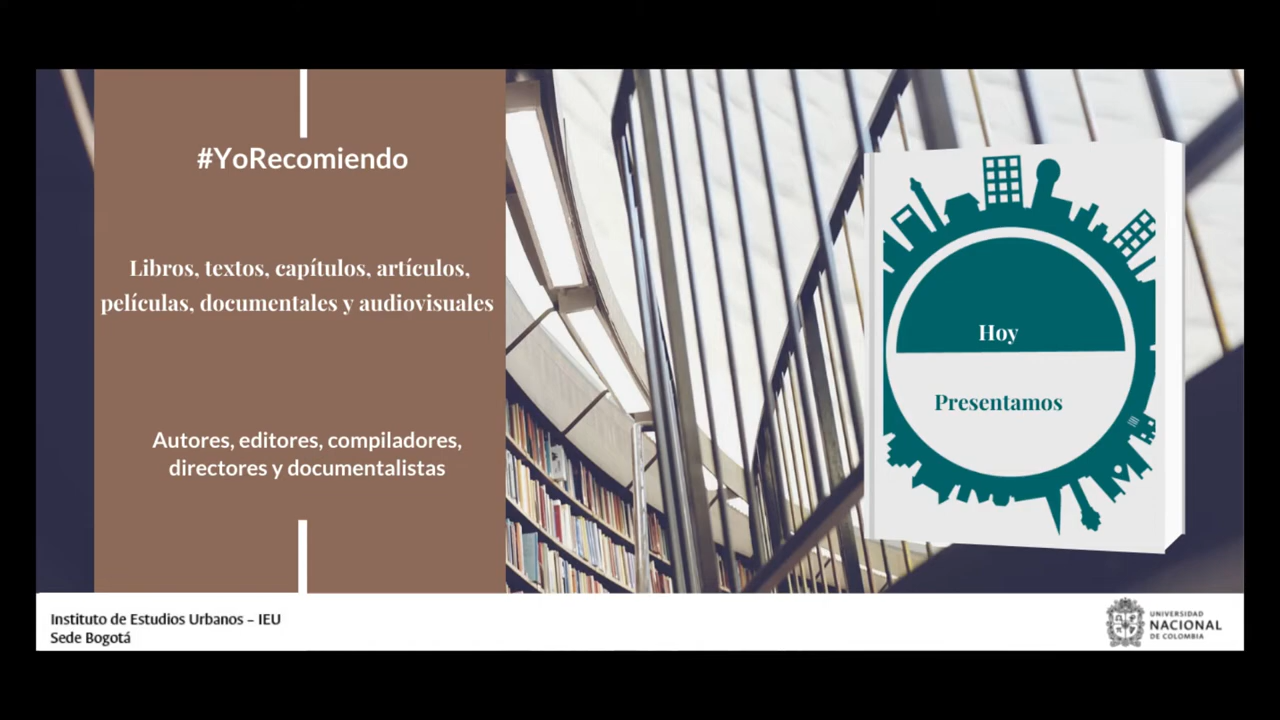 #YoRecomiendo
Libros, textos, capítulos, artículos,
películas, documentales y audiovisuales
Autores, editores, compiladores,
directores y documentalistas
Hoy
Presentamos
Instituto de Estudios Urbanos – IEU
Sede Bogotá
UNIVERSIDAD
NACIONAL
DE COLOMBIA